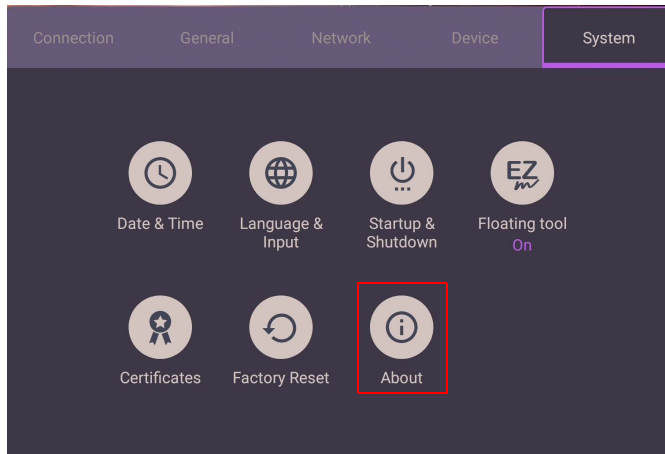 Connection General Network Device System
EZ
Date & Time Language & Startup & Floating tool
Input Shutdown On
Certificates Factory Reset About